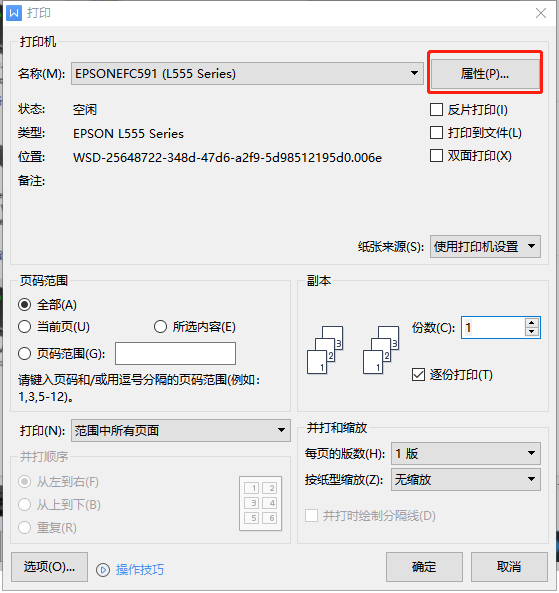 打印
打印机
名称(M): EPSONEFC591 (L555 Series) 属性(P)...
状态: 空闲 反片打印(I)
类型: EPSON L555 Series 打印到文件(L)
位置: WSD-25648722-348d-47d6-a2f9-5d98512195d0.006e 双面打印(X)
备注:
纸张来源(S): 使用打印机设置
页码范围
全部(A)
当前页(U) 所选内容(E)
页码范围(G):
请键入页码和/或用逗号分隔的页码范围(例如:
1,3,5-12)。
副本
份数(C): 1
1 2 3 1 2 3
逐份打印(T)
打印(N): 范围中所有页面
并打顺序
从左到右(F)
从上到下(B)
重复(R)
1 2
3 4
5 6
并打和缩放
每页的版数(H): 1 版
按纸型缩放(Z): 无缩放
并打时绘制分隔线(D)
选项(O)... 操作技巧 确定 取消